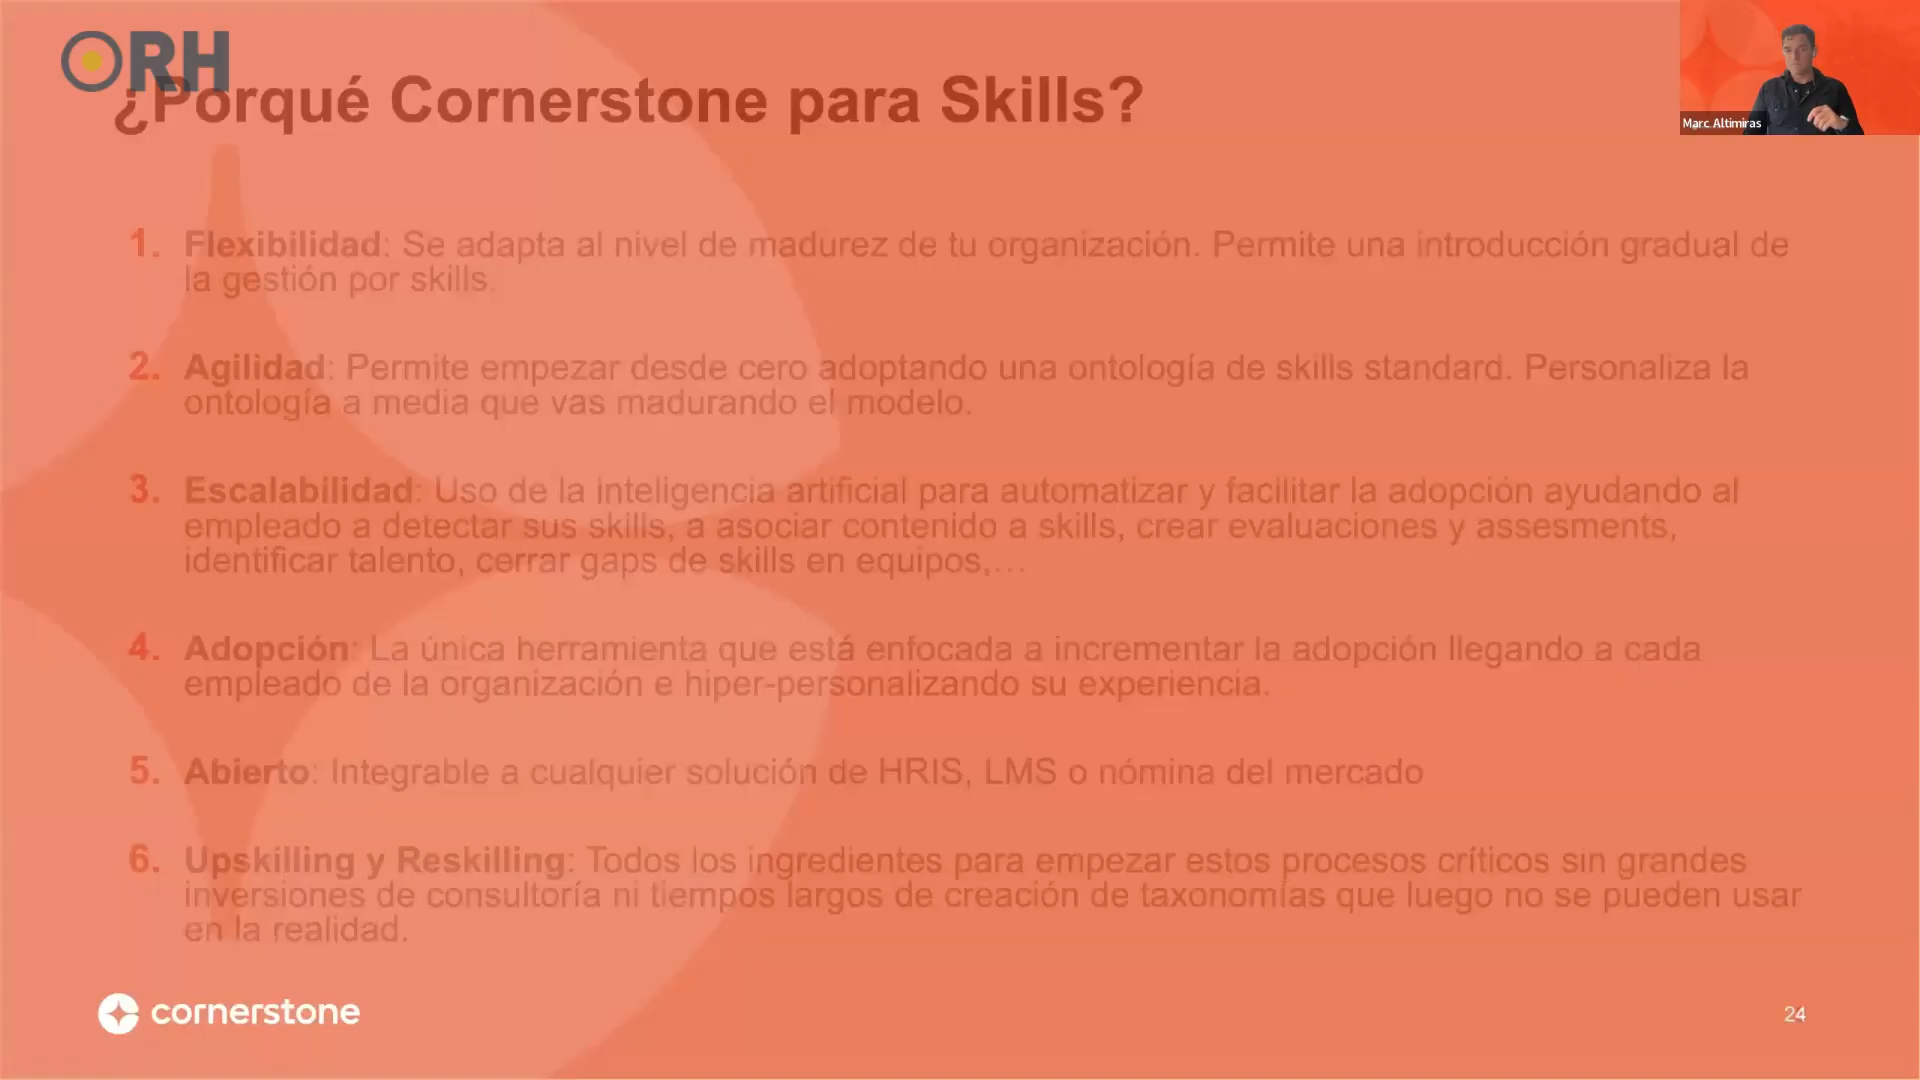 ORH
¿Porqué Cornerstone para Skills?
Marc Altimiras
1. Flexibilidad: Se adapta al nivel de madurez de tu organización. Permite una introducción gradual de
la gestión por skills.
2. Agilidad: Permite empezar desde cero adoptando una ontología de skills standard. Personaliza la
ontología a media que vas madurando el modelo.
3. Escalabilidad: Uso de la inteligencia artificial para automatizar y facilitar la adopción ayudando al
empleado a detectar sus skills, a asociar contenido a skills, crear evaluaciones y assesments,
identificar talento, cerrar gaps de skills en equipos,…
4. Adopción: La única herramienta que está enfocada a incrementar la adopción llegando a cada
empleado de la organización e hiper-personalizando su experiencia.
5. Abierto: Integrable a cualquier solución de HRIS, LMS o nómina del mercado
6. Upskilling y Reskilling: Todos los ingredientes para empezar estos procesos críticos sin grandes
inversiones de consultoría ni tiempos largos de creación de taxonomías que luego no se pueden usar
en la realidad.
cornerstone
24